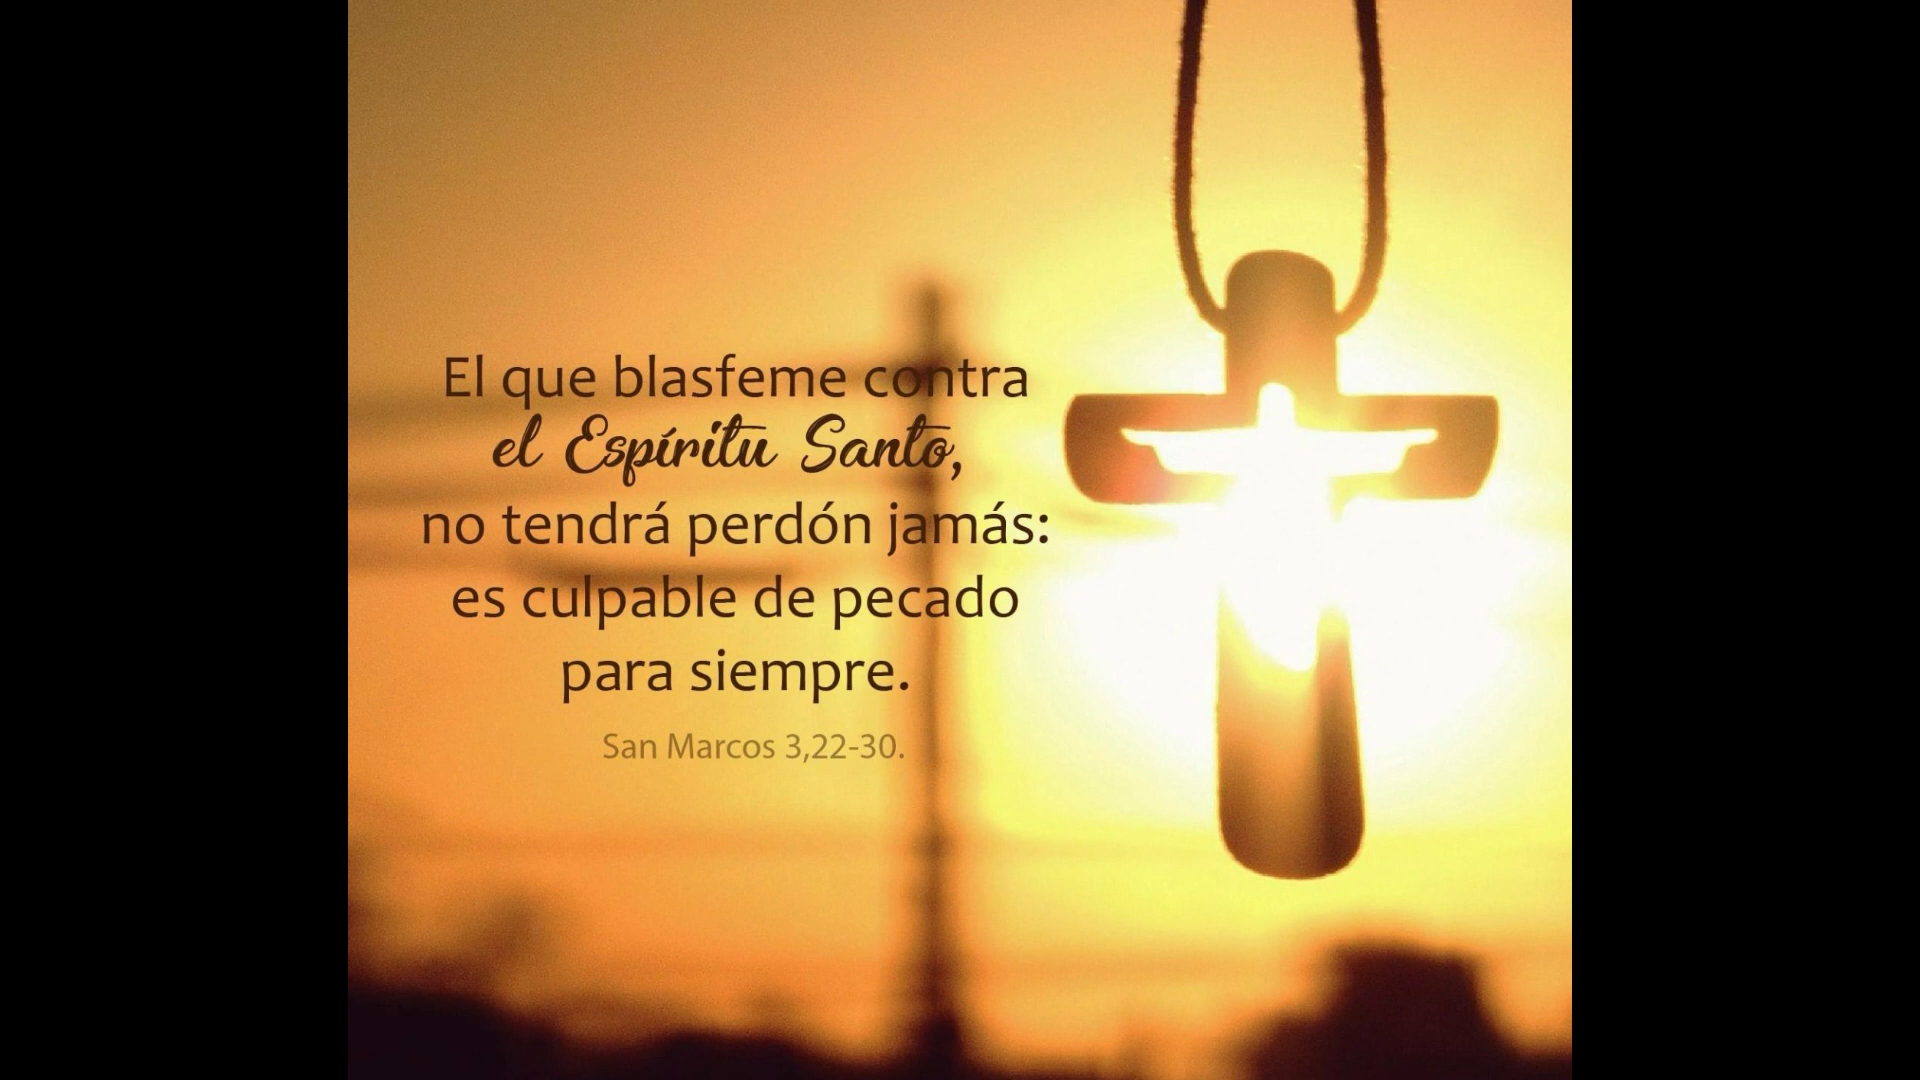 El que blasfeme contra
el Espíritu Santo,
no tendrá perdón jamás:
es culpable de pecado
para siempre.
San Marcos 3,22-30.